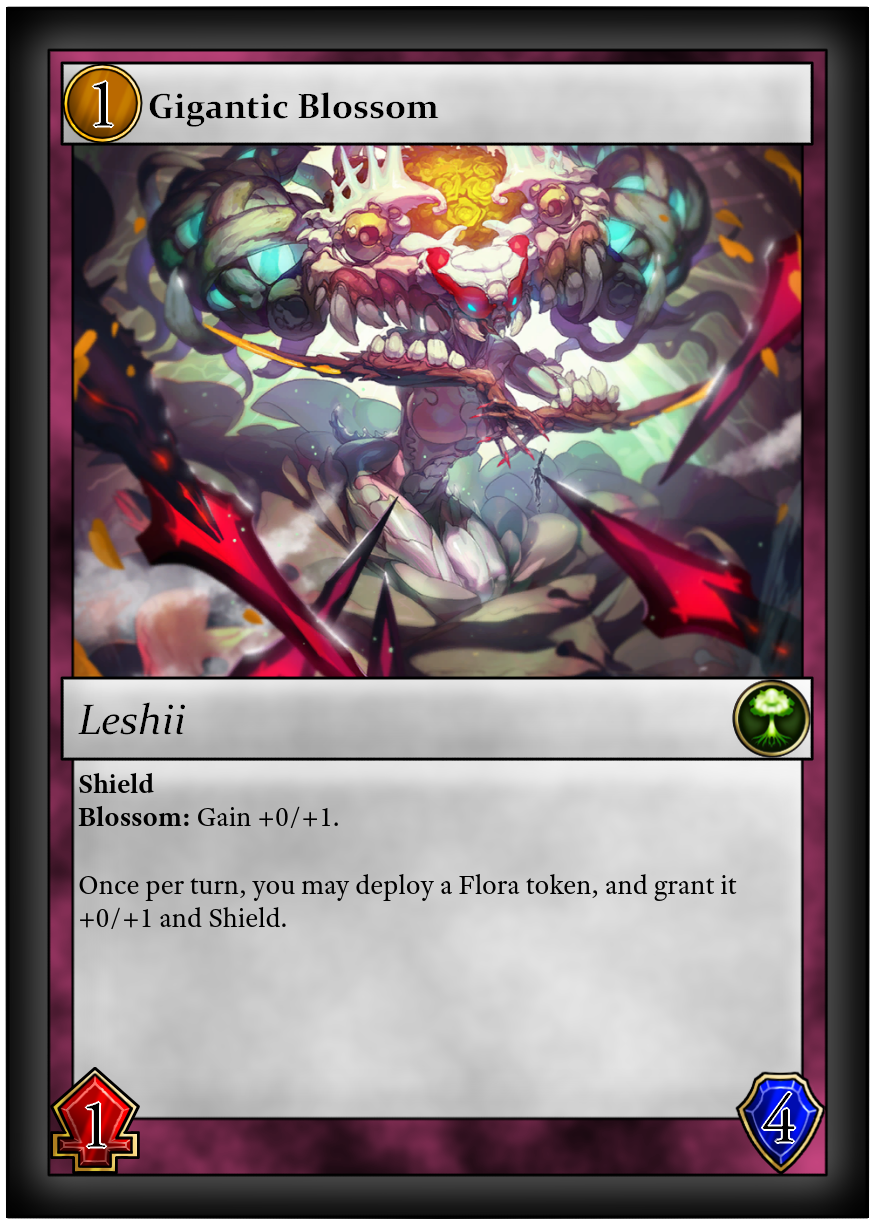 1 Gigantic Blossom
Leshii
Shield
Blossom: Gain +0/+1.
Once per turn, you may deploy a Flora token, and grant it
+0/+1 and Shield.
1 4